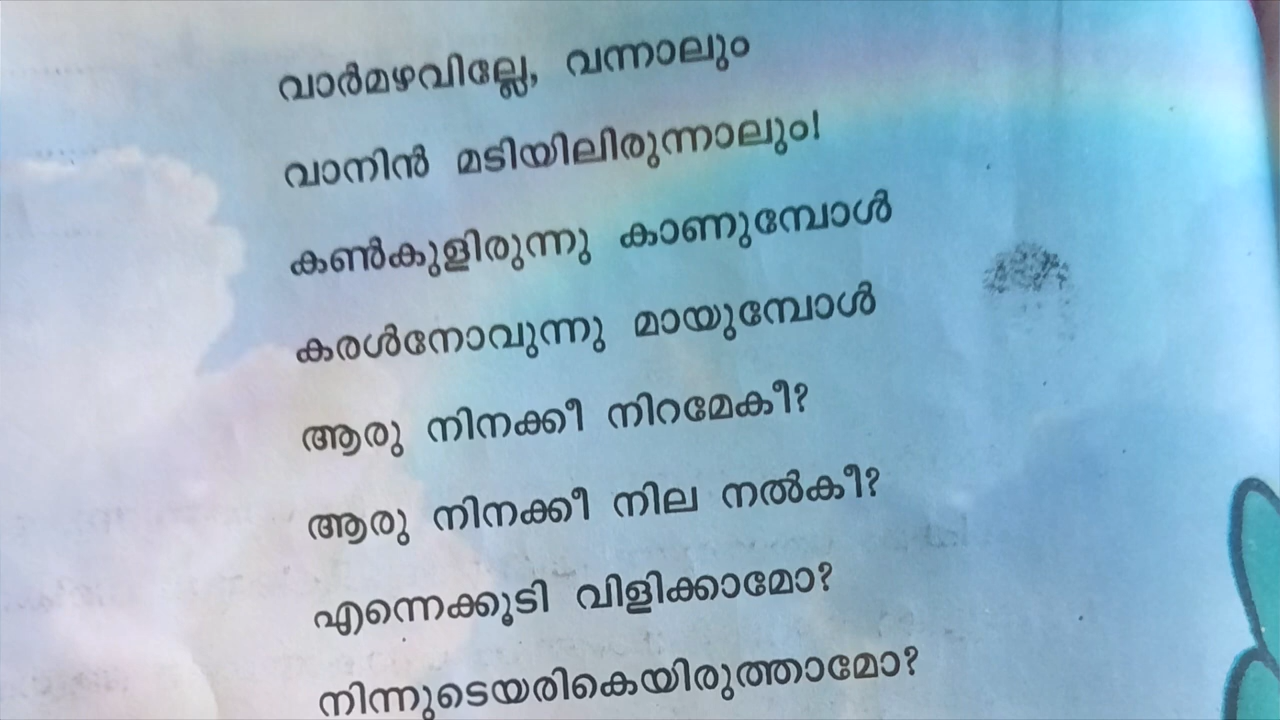 വാർമഴവില്ലേ, വന്നാലും
വാനിൻ മടിയിലിരുന്നാലും!
കൺകുളിരുന്നു കാണുമ്പോൾ
കരൾനോവുന്നു മായുമ്പോൾ
ആരു നിനക്കീ നിറമേകീ?
ആരു നിനക്കീ നില നൽകീ?
എന്നെക്കൂടി വിളിക്കാമോ?
നിന്നുടെയരികെയിരുത്താമോ?